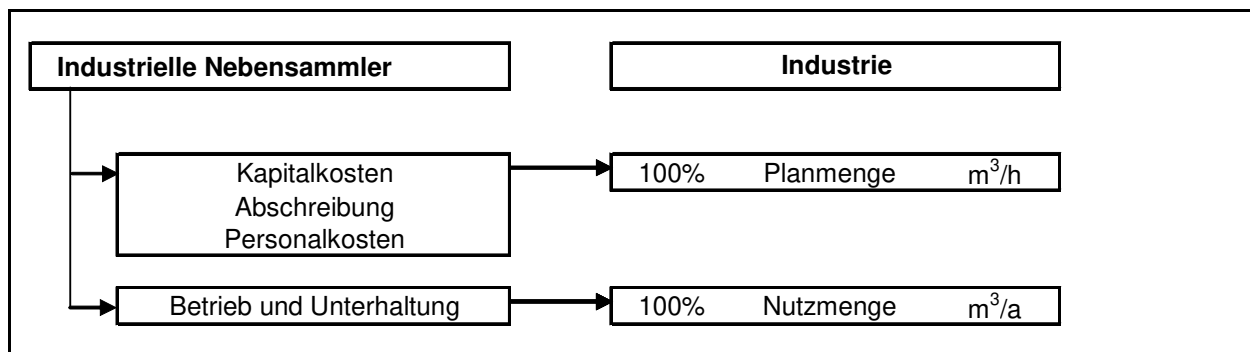 Industrielle Nebensammler Industrie
Kapitalkosten 100% Planmenge m³/h
Abschreibung
Personalkosten
Betrieb und Unterhaltung 100% Nutzmenge m³/a